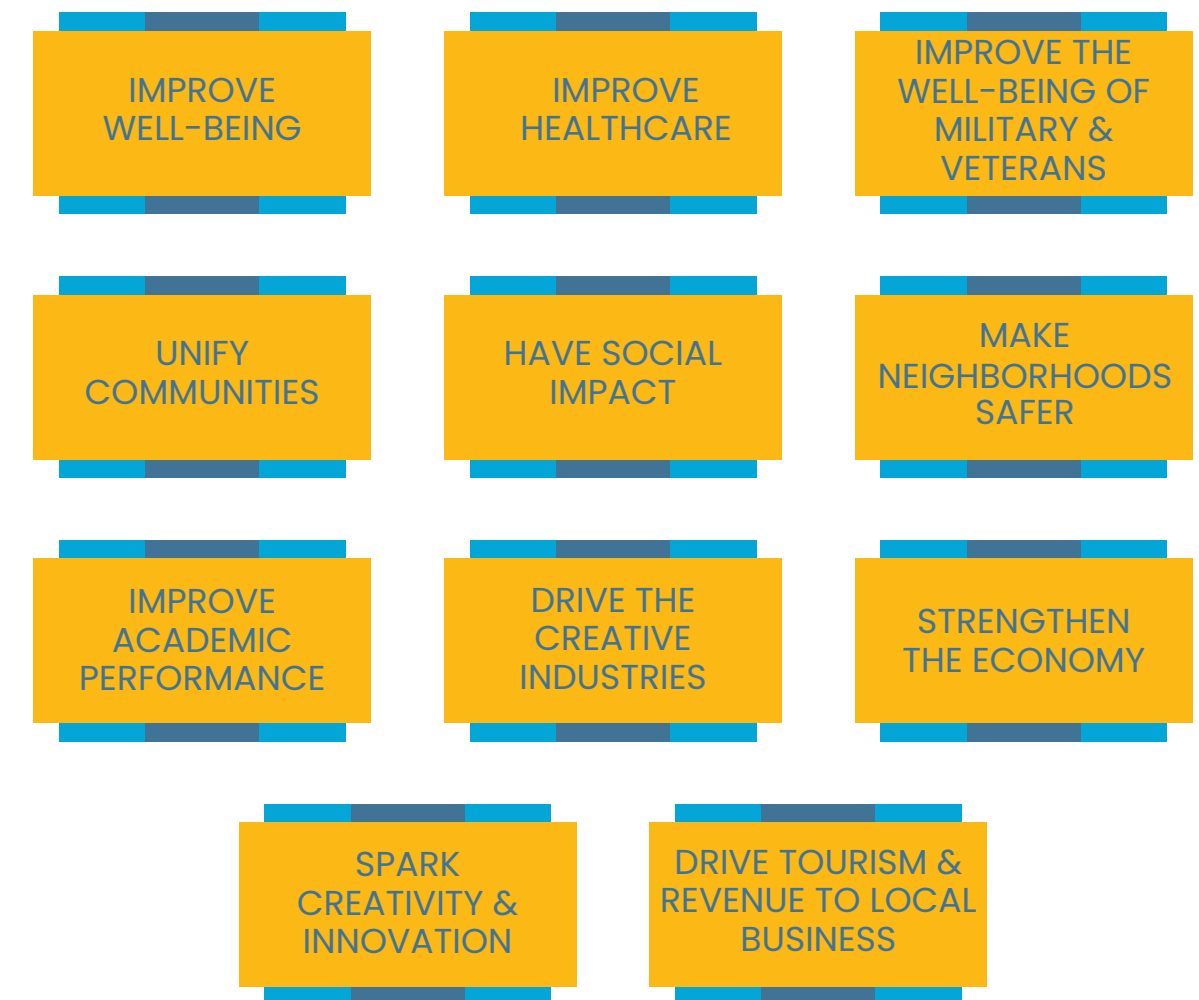 IMPROVE
WELL-BEING
IMPROVE
HEALTHCARE
IMPROVE THE
WELL-BEING OF
MILITARY &
VETERANS
UNIFY
COMMUNITIES
HAVE SOCIAL
IMPACT
MAKE
NEIGHBORHOODS
SAFER
IMPROVE
ACADEMIC
PERFORMANCE
DRIVE THE
CREATIVE
INDUSTRIES
STRENGTHEN
THE ECONOMY
SPARK
CREATIVITY &
INNOVATION
DRIVE TOURISM &
REVENUE TO LOCAL
BUSINESS